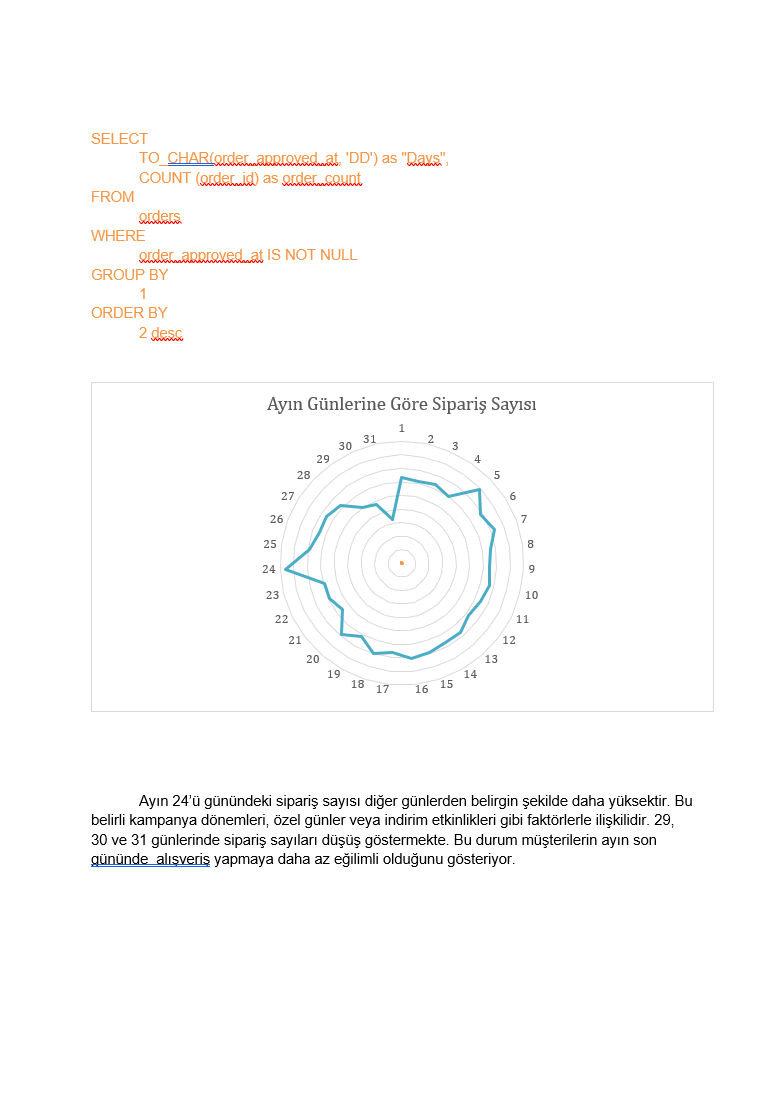 SELECT
TO_CHAR(order_approved_at, 'DD') as "Days",
COUNT (order_id) as order_count
FROM
orders
WHERE
order_approved_at IS NOT NULL
GROUP BY
1
ORDER BY
2 desc
Ayın Günlerine Göre Sipariş Sayısı
1
2
3
4
5
6
7
8
9
10
11
12
13
14
15
16
17
18
19
20
21
22
23
24
25
26
27
28
29
30
31
Ayın 24’ü günündeki sipariş sayısı diğer günlerden belirgin şekilde daha yüksektir. Bu
belirli kampanya dönemleri, özel günler veya indirim etkinlikleri gibi faktörlerle ilişkilidir. 29,
30 ve 31 günlerinde sipariş sayıları düşüş göstermekte. Bu durum müşterilerin ayın son
gününde alışveriş yapmaya daha az eğilimli olduğunu gösteriyor.